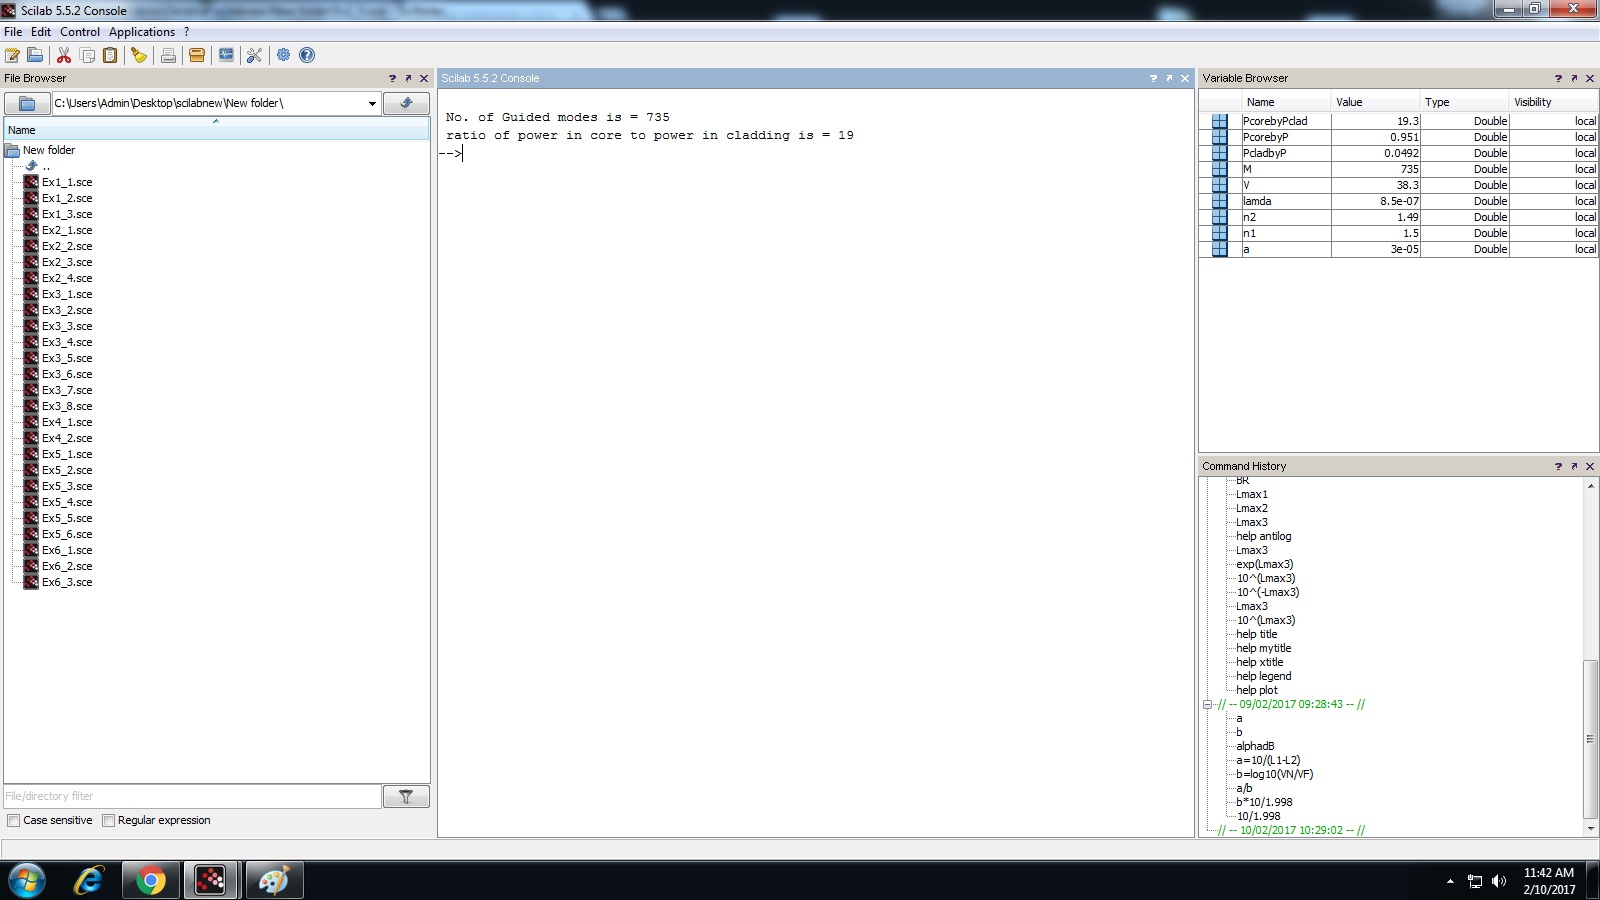 Scilab 5.5.2 Console
File Edit Control Applications ?
File Browser
C:\Users\Admin\Desktop\scilabnew\New folder\
Name
New folder
..
Ex1_1.sce
Ex1_2.sce
Ex1_3.sce
Ex2_1.sce
Ex2_2.sce
Ex2_3.sce
Ex2_4.sce
Ex3_1.sce
Ex3_2.sce
Ex3_3.sce
Ex3_4.sce
Ex3_5.sce
Ex3_6.sce
Ex3_7.sce
Ex3_8.sce
Ex4_1.sce
Ex4_2.sce
Ex5_1.sce
Ex5_2.sce
Ex5_3.sce
Ex5_4.sce
Ex5_5.sce
Ex5_6.sce
Ex6_1.sce
Ex6_2.sce
Ex6_3.sce
File/directory filter
Case sensitive Regular expression
Scilab 5.5.2 Console
No. of Guided modes is = 735
ratio of power in core to power in cladding is = 19
-->
Variable Browser
Name Value Type Visibility
PcorebyPclad 19.3 Double local
PcorebyP 0.951 Double local
PcladbyP 0.0492 Double local
M 735 Double local
V 38.3 Double local
lamda 8.5e-07 Double local
n2 1.49 Double local
n1 1.5 Double local
a 3e-05 Double local
Command History
BR
Lmax1
Lmax2
Lmax3
help antilog
Lmax3
exp(Lmax3)
10^(Lmax3)
10^(-Lmax3)
Lmax3
10^(Lmax3)
help title
help mytitle
help xtitle
help legend
help plot
// -- 09/02/2017 09:28:43 -- //
a
b
alphadB
a=10/(L1-L2)
b=log10(VN/VF)
a/b
b*10/1.998
10/1.998
// -- 10/02/2017 10:29:02 -- //
11:42 AM
2/10/2017